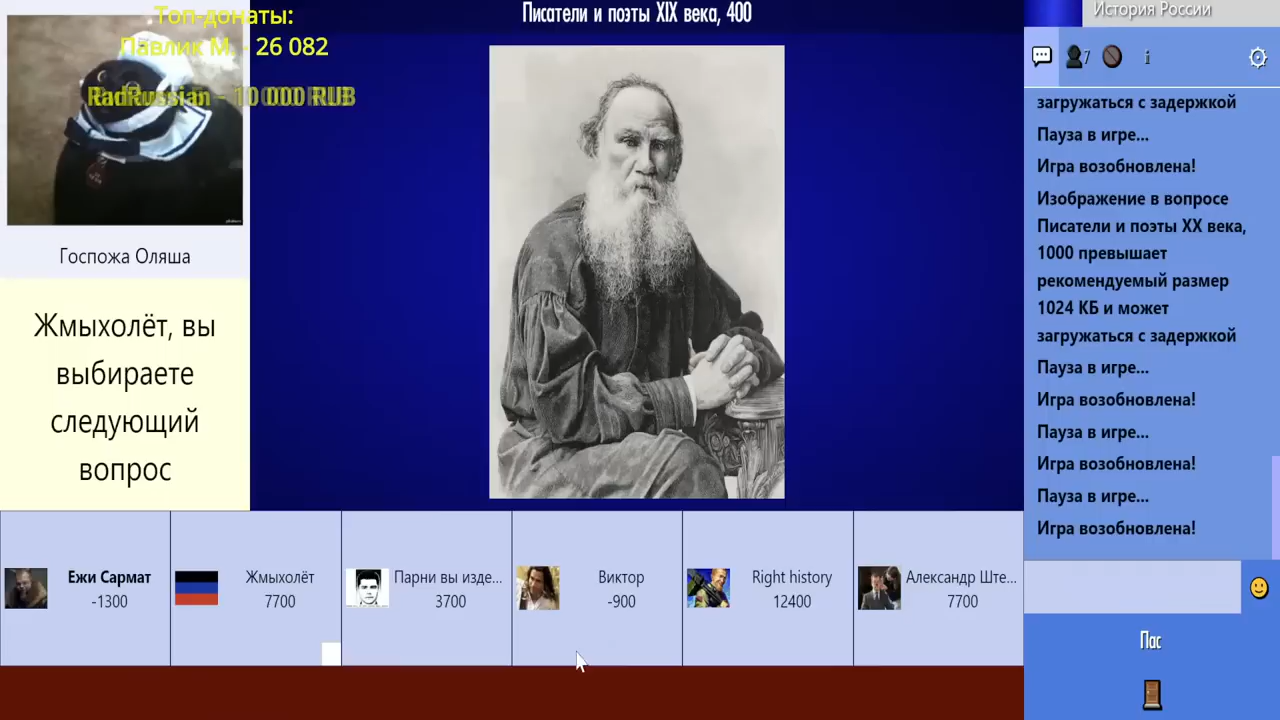 Топ-донаты:
Павлик М. - 26 082
RadRussian - 10 000 RUB
Писатели и поэты XIX века, 400
История России
7
i
загружаться с задержкой
Пауза в игре...
Игра возобновлена!
Изображение в вопросе
Писатели и поэты XX века,
1000 превышает
рекомендуемый размер
1024 КБ и может
загружаться с задержкой
Пауза в игре...
Игра возобновлена!
Пауза в игре...
Игра возобновлена!
Пауза в игре...
Игра возобновлена!
Госпожа Оляша
Жмыхолёт, вы
выбираете
следующий
вопрос
Ежи Сармат
-1300
Жмыхолёт
7700
Парни вы изде...
3700
Виктор
-900
Right history
12400
Александр Ште...
7700
Пас